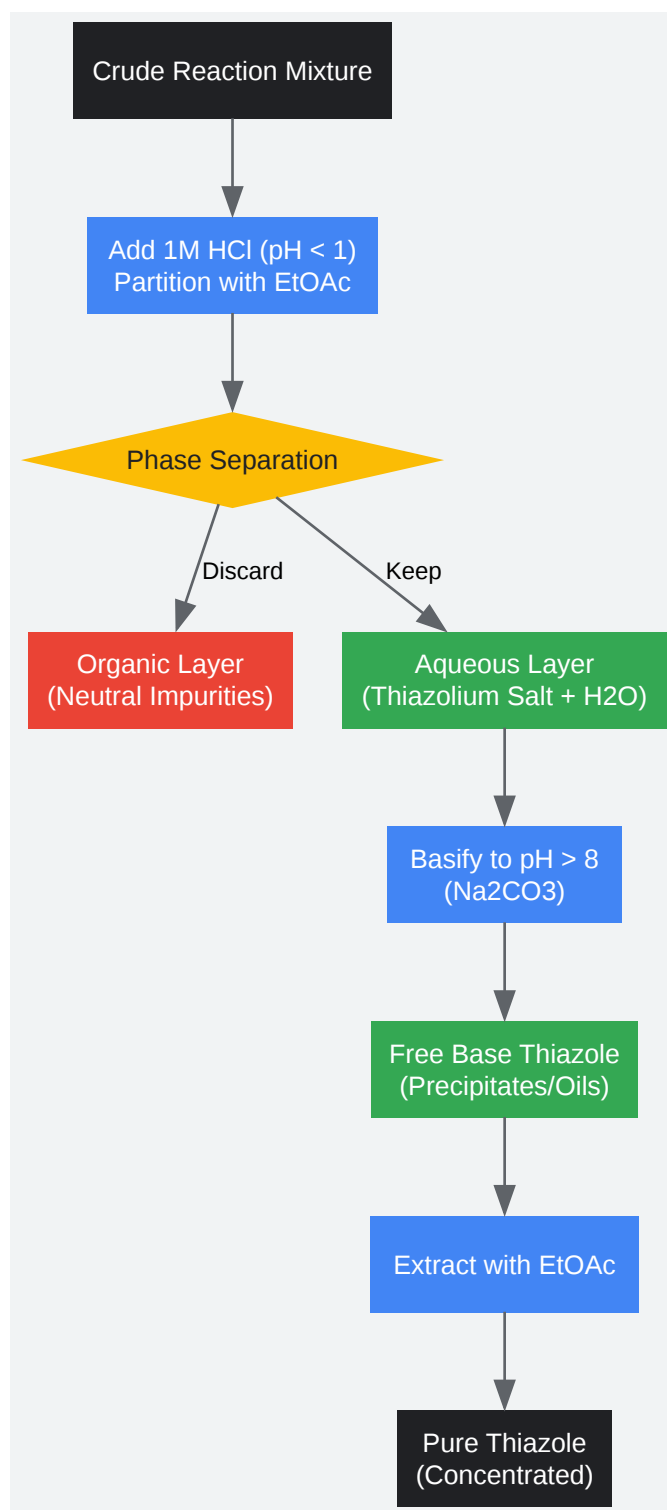 Crude Reaction Mixture
Add 1M HCl (pH < 1)
Partition with EtOAc
Phase Separation
Discard
Keep
Organic Layer
(Neutral Impurities)
Aqueous Layer
(Thiazolium Salt + H2O)
Basify to pH > 8
(Na2CO3)
Free Base Thiazole
(Precipitates/Oils)
Extract with EtOAc
Pure Thiazole
(Concentrated)